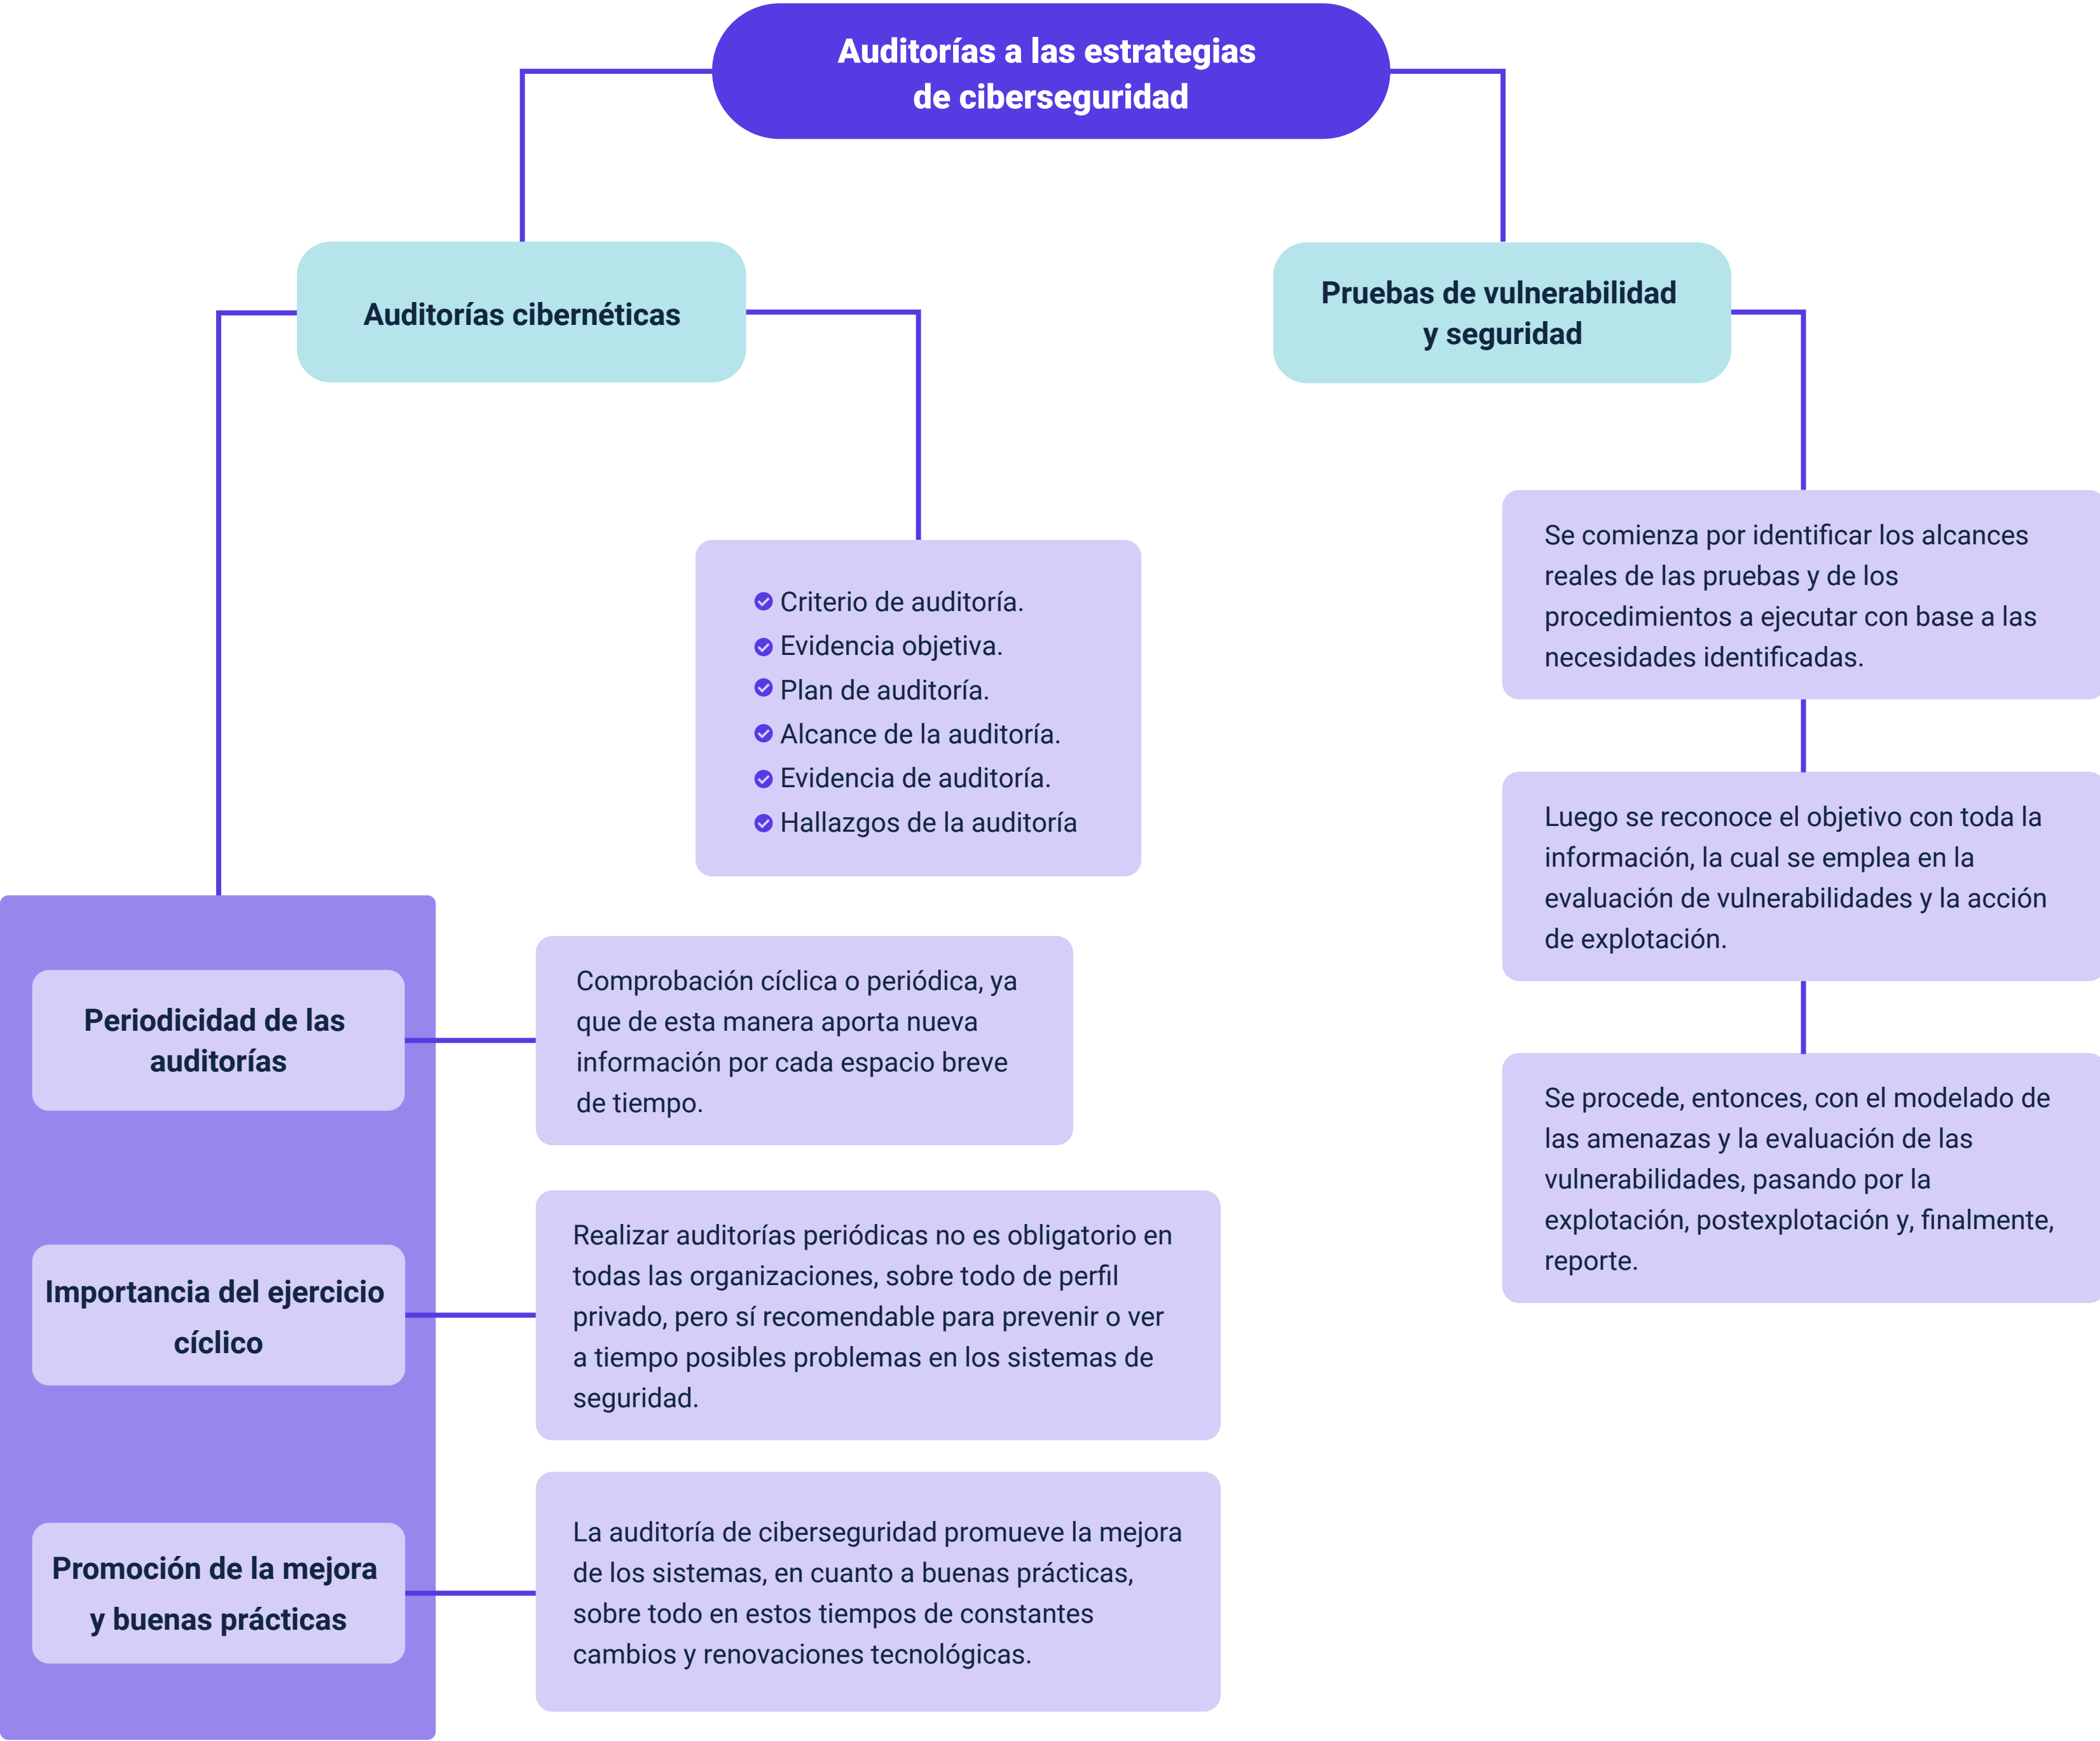 Auditorías a las estrategias
de ciberseguridad
Auditorías cibernéticas
Pruebas de vulnerabilidad
y seguridad
Criterio de auditoría.
Evidencia objetiva.
Plan de auditoría.
Alcance de la auditoría.
Evidencia de auditoría.
Hallazgos de la auditoría
Periodicidad de las
auditorías
Comprobación cíclica o periódica, ya
que de esta manera aporta nueva
información por cada espacio breve
de tiempo.
Importancia del ejercicio
cíclico
Realizar auditorías periódicas no es obligatorio en
todas las organizaciones, sobre todo de perfil
privado, pero sí recomendable para prevenir o ver
a tiempo posibles problemas en los sistemas de
seguridad.
Promoción de la mejora
y buenas prácticas
La auditoría de ciberseguridad promueve la mejora
de los sistemas, en cuanto a buenas prácticas,
sobre todo en estos tiempos de constantes
cambios y renovaciones tecnológicas.
Se comienza por identificar los alcances
reales de las pruebas y de los
procedimientos a ejecutar con base a las
necesidades identificadas.
Luego se reconoce el objetivo con toda la
información, la cual se emplea en la
evaluación de vulnerabilidades y la acción
de explotación.
Se procede, entonces, con el modelado de
las amenazas y la evaluación de las
vulnerabilidades, pasando por la
explotación, postexplotación y, finalmente,
reporte.